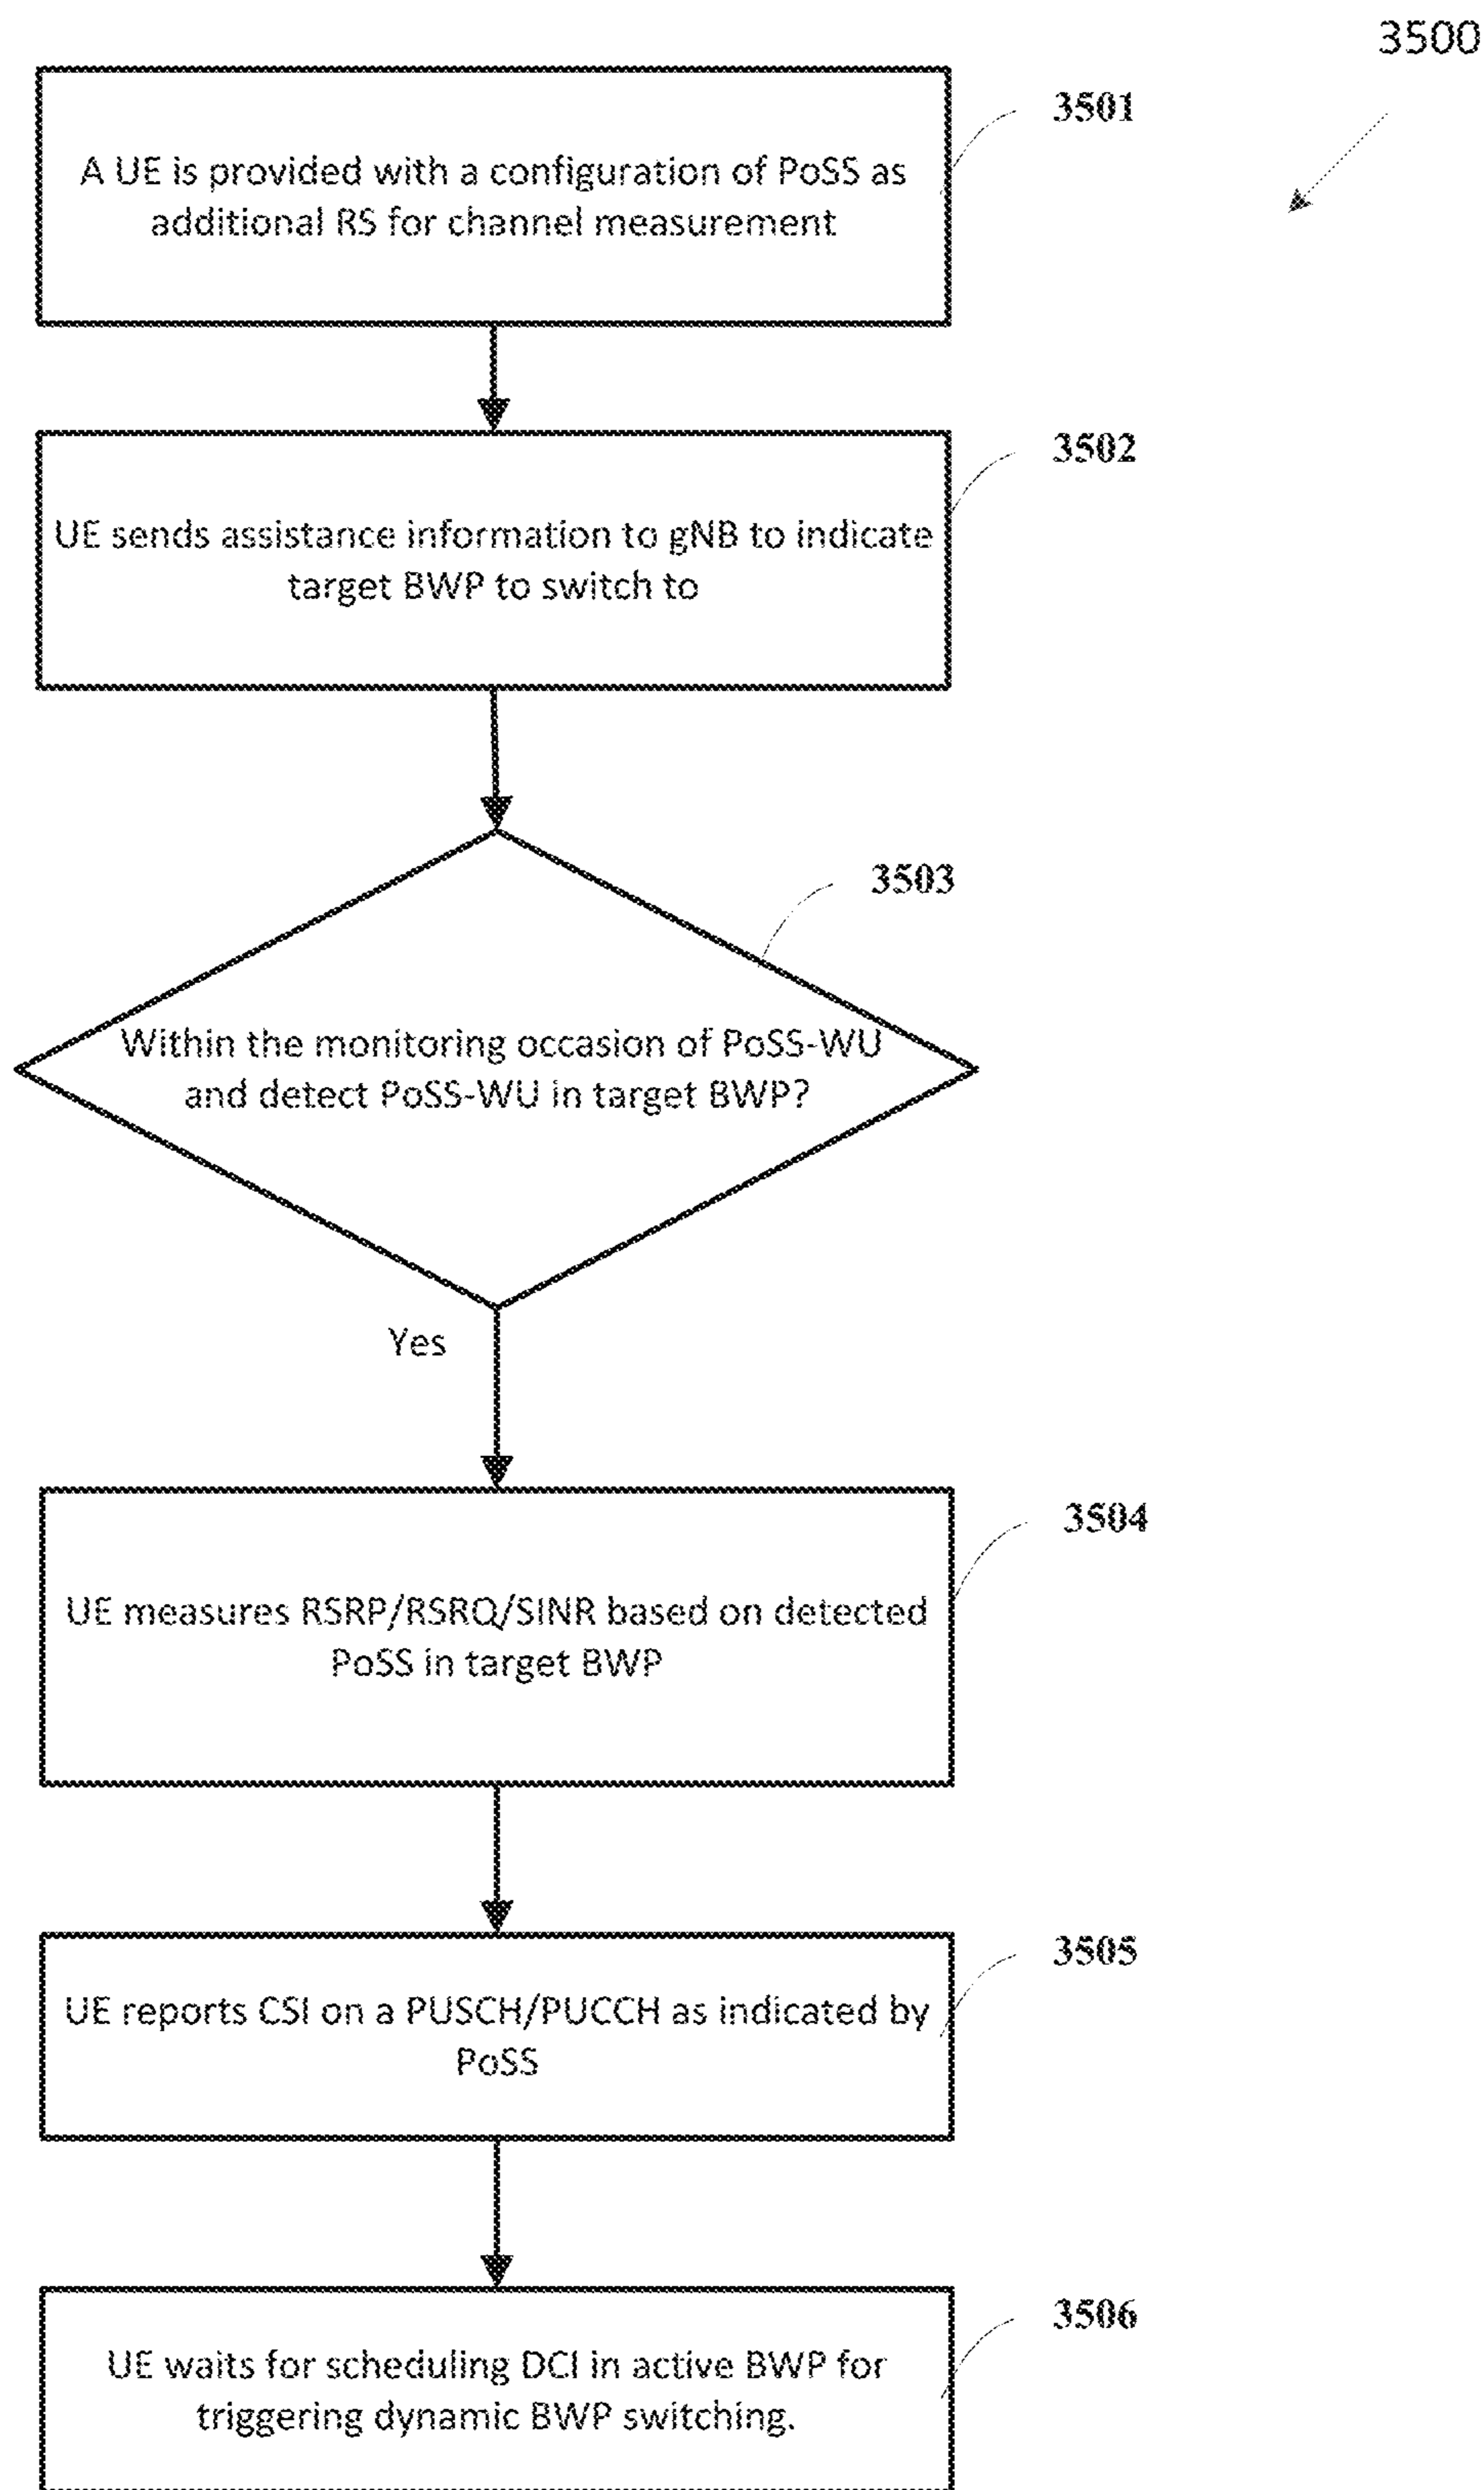 3500
3501
A UE is provided with a configuration of PoSS as
additional RS for channel measurement
3502
UE sends assistance information to gNB to indicate
target BWP to switch to
3503
Within the monitoring occasion of PoSS-WU
and detect PoSS-WU in target BWP?
Yes
3504
UE measures RSRP/RSRQ/SINR based on detected
PoSS in target BWP
3505
UE reports CSI on a PUSCH/PUCCH as indicated by
PoSS
3506
UE waits for scheduling DCI in active BWP for
triggering dynamic BWP switching.